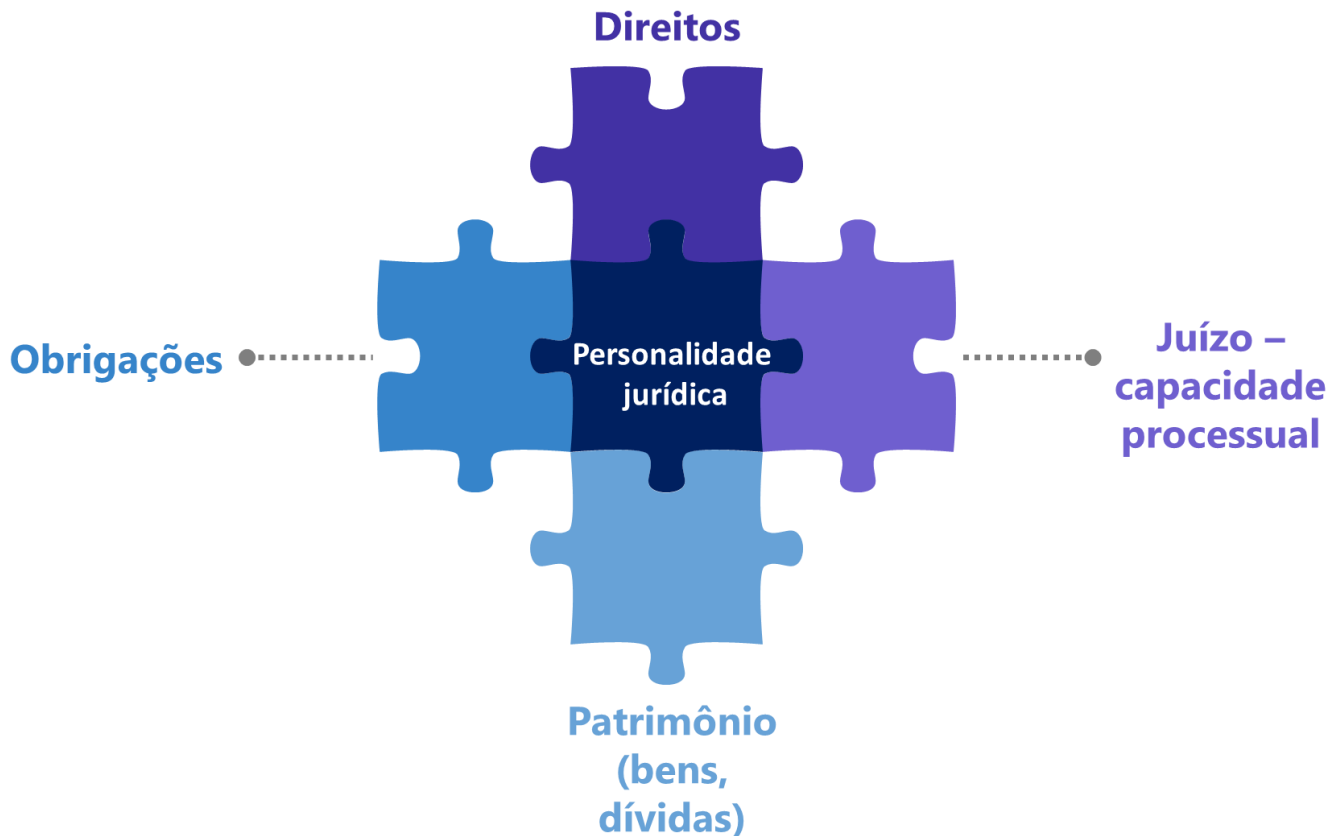 Direitos
Obrigações
Personalidade
jurídica
Juízo –
capacidade
processual
Patrimônio
(bens,
dívidas)